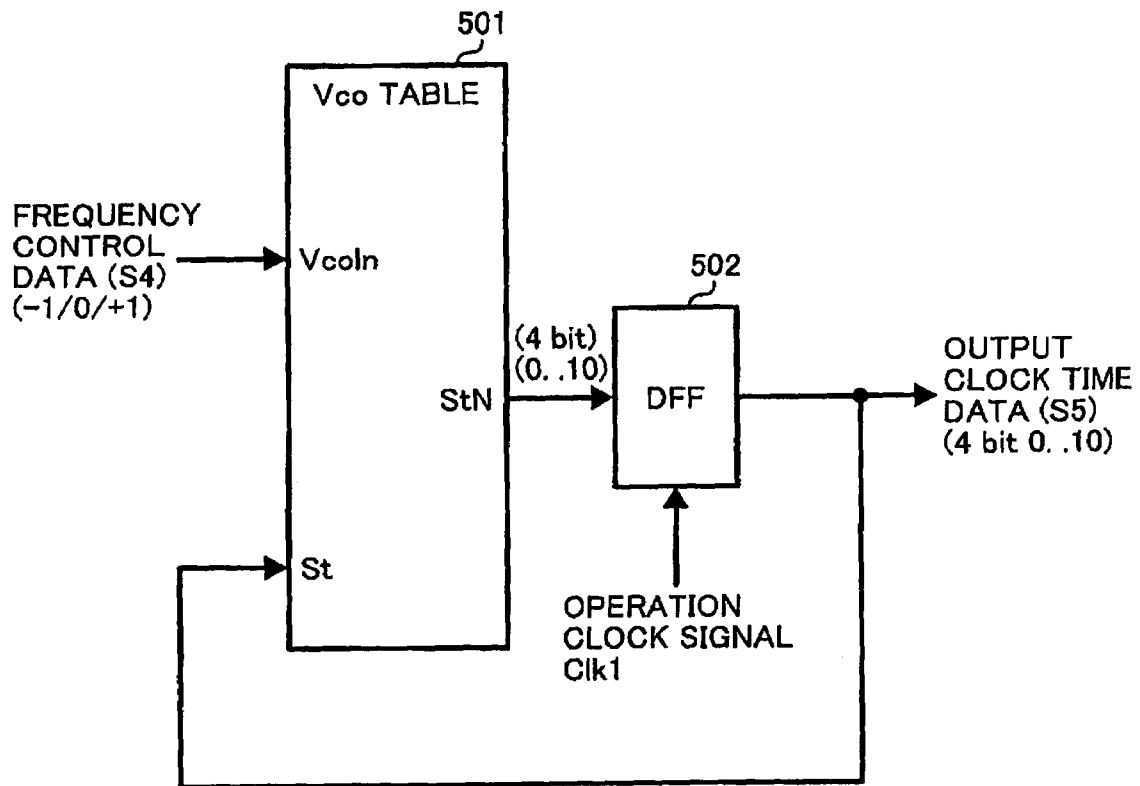 501
Vco TABLE
FREQUENCY
CONTROL
DATA (S4)
(-1/0/+1)
VcoIn
502
(4 bit)
(0. .10)
StN
DFF
OUTPUT
CLOCK TIME
DATA (S5)
(4 bit 0. .10)
St
OPERATION
CLOCK SIGNAL
Clk1